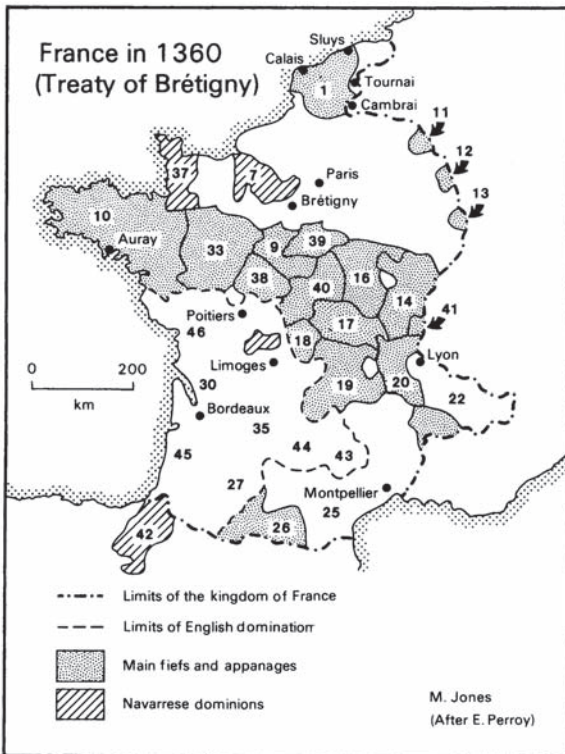 France in 1360
(Treaty of Brétigny)
Sluys
Calais
Tournai
1
Cambrai
11
12
37
7
Paris
13
Brétigny
10
Auray
33
9
39
38
40
16
14
41
Poitiers
46
17
18
Limoges
Lyon
0 200
km
30
19
20
22
Bordeaux
35
44
43
45
27
Montpellier
25
26
42
Limits of the kingdom of France
Limits of English domination
Main fiefs and appanages
Navarrese dominions
M. Jones
(After E. Perroy)